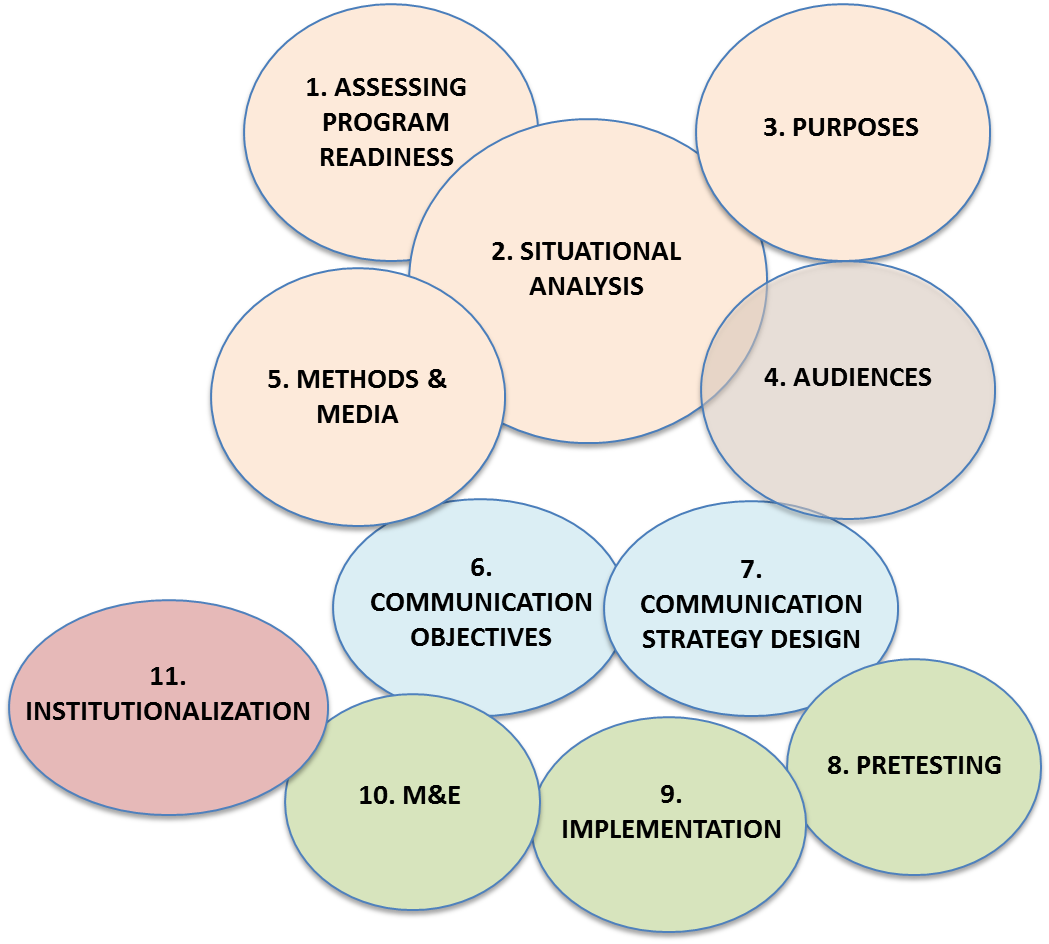 1. ASSESSING
PROGRAM
READINESS
2. SITUATIONAL
ANALYSIS
3. PURPOSES
4. AUDIENCES
5. METHODS &
MEDIA
6.
COMMUNICATION
OBJECTIVES
7.
COMMUNICATION
STRATEGY DESIGN
8. PRETESTING
9.
IMPLEMENTATION
10. M&E
11.
INSTITUTIONALIZATION